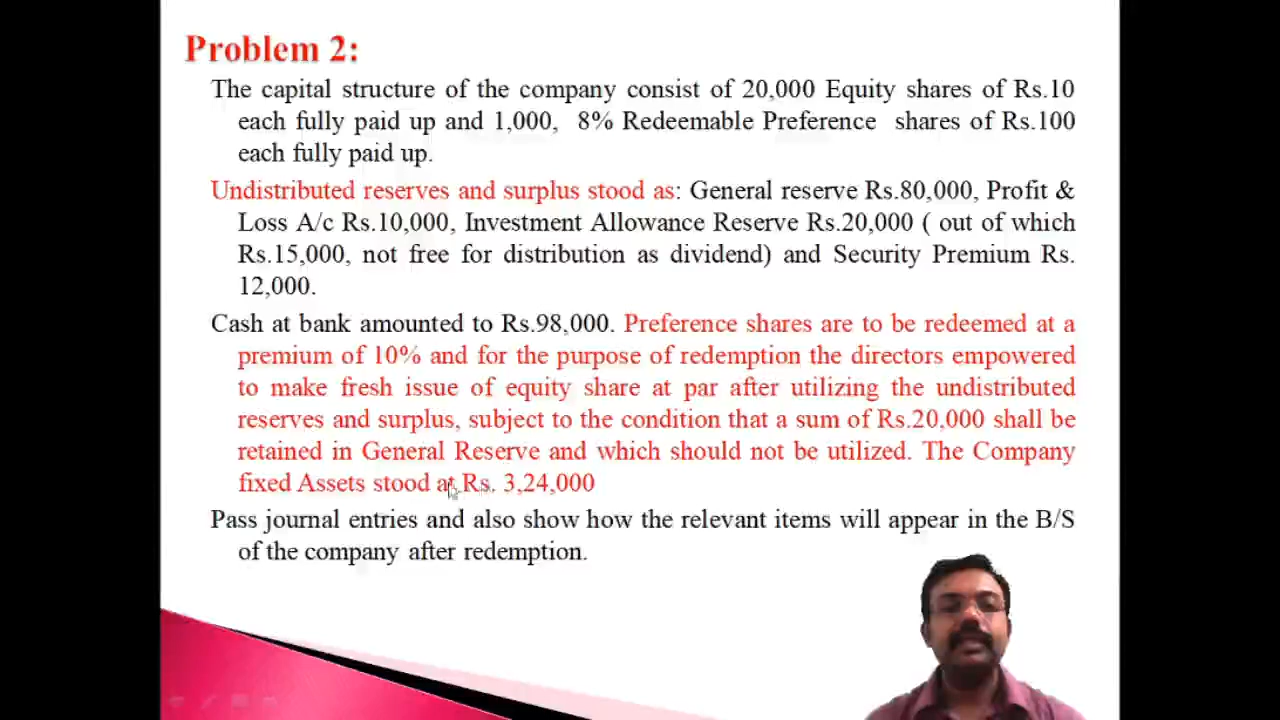 Problem 2:
The capital structure of the company consist of 20,000 Equity shares of Rs.10
each fully paid up and 1,000, 8% Redeemable Preference shares of Rs.100
each fully paid up.
Undistributed reserves and surplus stood as: General reserve Rs.80,000, Profit &
Loss A/c Rs.10,000, Investment Allowance Reserve Rs.20,000 ( out of which
Rs.15,000, not free for distribution as dividend) and Security Premium Rs.
12,000.
Cash at bank amounted to Rs.98,000. Preference shares are to be redeemed at a
premium of 10% and for the purpose of redemption the directors empowered
to make fresh issue of equity share at par after utilizing the undistributed
reserves and surplus, subject to the condition that a sum of Rs.20,000 shall be
retained in General Reserve and which should not be utilized. The Company
fixed Assets stood at Rs. 3,24,000
Pass journal entries and also show how the relevant items will appear in the B/S
of the company after redemption.